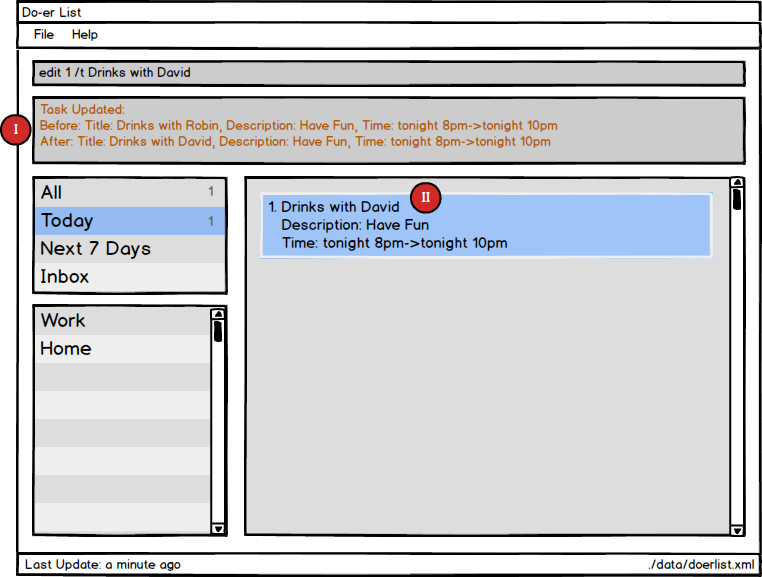 Do-er List
File Help
edit 1 /t Drinks with David
I
Task Updated:
Before: Title: Drinks with Robin, Description: Have Fun, Time: tonight 8pm->tonight 10pm
After: Title: Drinks with David, Description: Have Fun, Time: tonight 8pm->tonight 10pm
All 1
Today 1
Next 7 Days
Inbox
Work
Home
II
1. Drinks with David
Description: Have Fun
Time: tonight 8pm->tonight 10pm
Last Update: a minute ago
./data/doerlist.xml